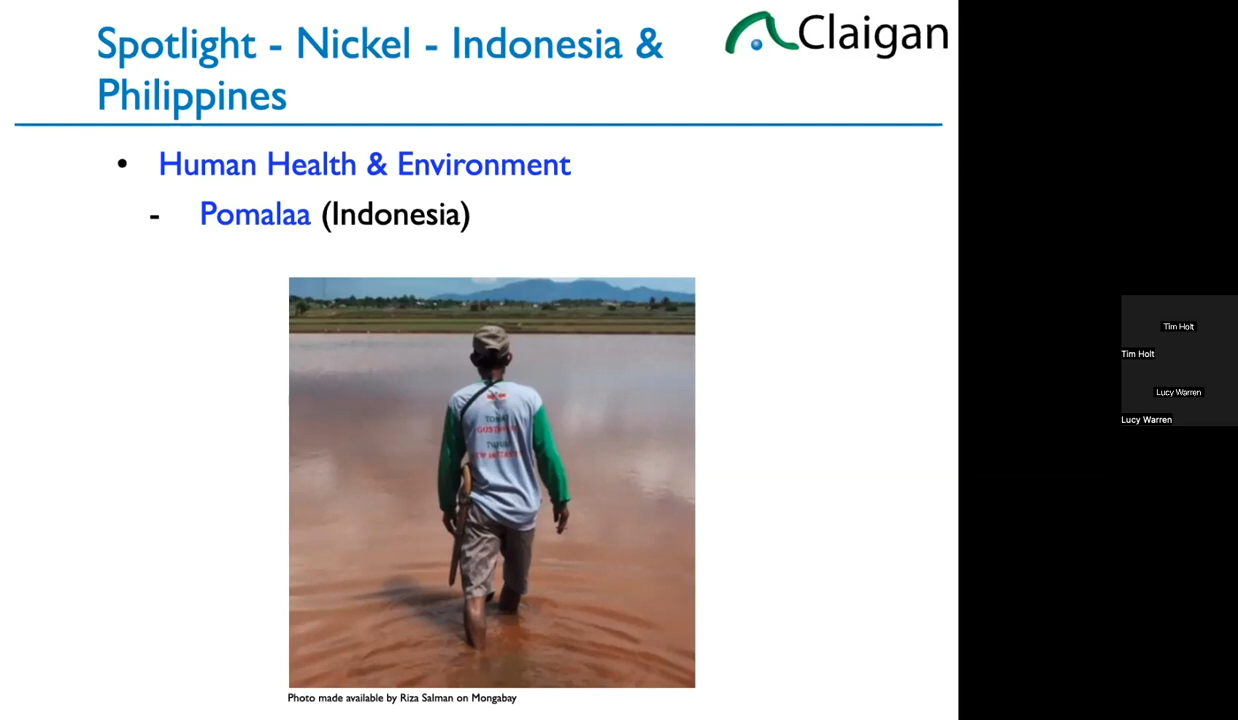 Spotlight - Nickel - Indonesia &
Philippines
Claigan
• Human Health & Environment
- Pomalaa (Indonesia)
Photo made available by Riza Salman on Mongabay
Tim Holt
Tim Holt
Lucy Warren
Lucy Warren